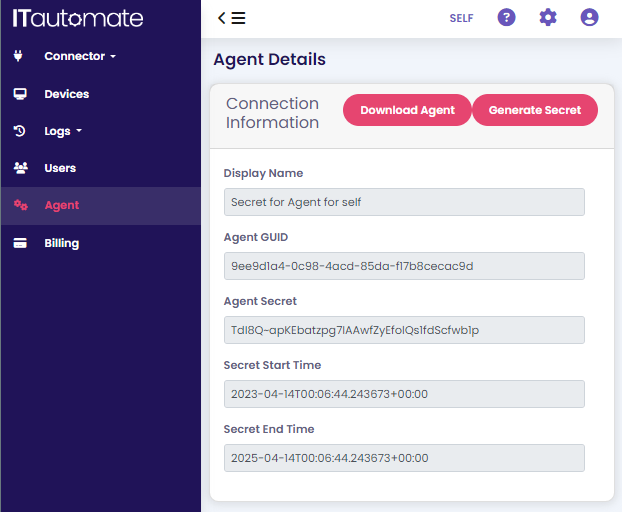 ITautomate
SELF
Connector
Devices
Logs
Users
Agent
Billing
Agent Details
Connection
Information
Download Agent
Generate Secret
Display Name
Secret for Agent for self
Agent GUID
9ee9d1a4-0c98-4acd-85da-f17b8cecac9d
Agent Secret
TdI8Q~apKEbatzpg7IAAwfZyEfoIQs1fdScfwb1p
Secret Start Time
2023-04-14T00:06:44.243673+00:00
Secret End Time
2025-04-14T00:06:44.243673+00:00